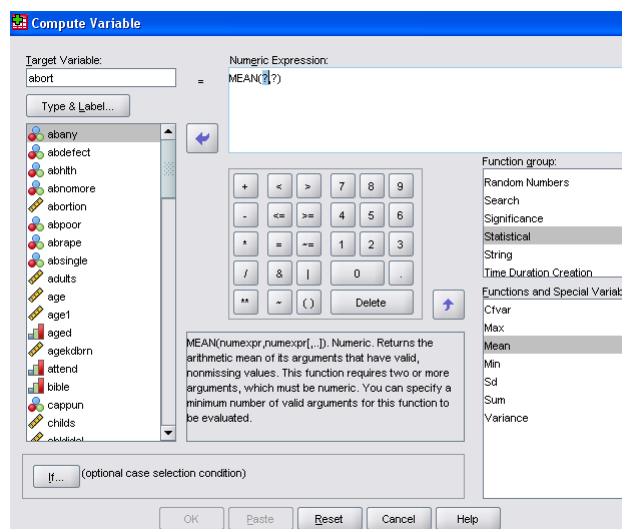 Compute Variable
Target Variable:
abort
Type & Label...
=
Numeric Expression:
MEAN(?,?)
abany
abdefect
abhlth
abnomore
abortion
abpoor
abrape
absingle
adults
age
age1
aged
agekdbrn
attend
bible
cappun
childs
+ < > 7 8 9
- <= >= 4 5 6
* = ~= 1 2 3
/ & | 0 .
** ~ ( ) Delete
MEAN(numexpr,numexpr[,..]). Numeric. Returns the
arithmetic mean of its arguments that have valid,
nonmissing values. This function requires two or more
arguments, which must be numeric. You can specify a
minimum number of valid arguments for this function to
be evaluated.
Function group:
Random Numbers
Search
Significance
Statistical
String
Time Duration Creation
Functions and Special Variab
Cfvar
Max
Mean
Min
Sd
Sum
Variance
If... (optional case selection condition)
OK Paste Reset Cancel Help